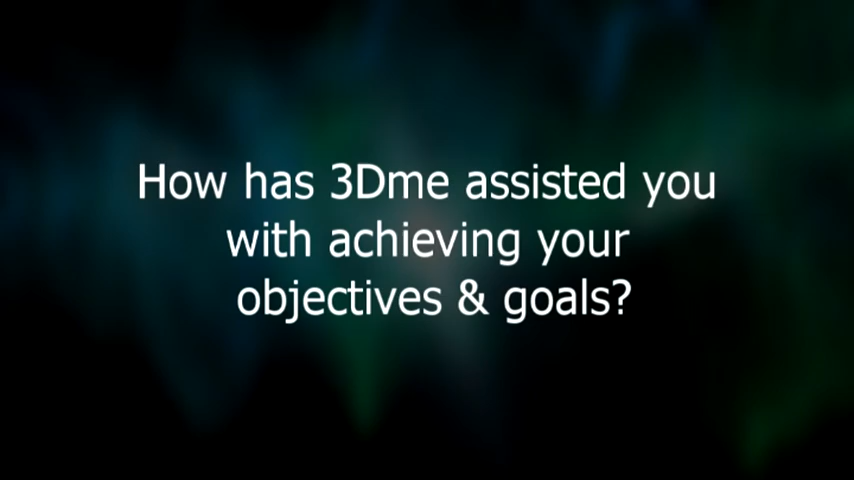 How has 3Dme assisted you
with achieving your
objectives & goals?